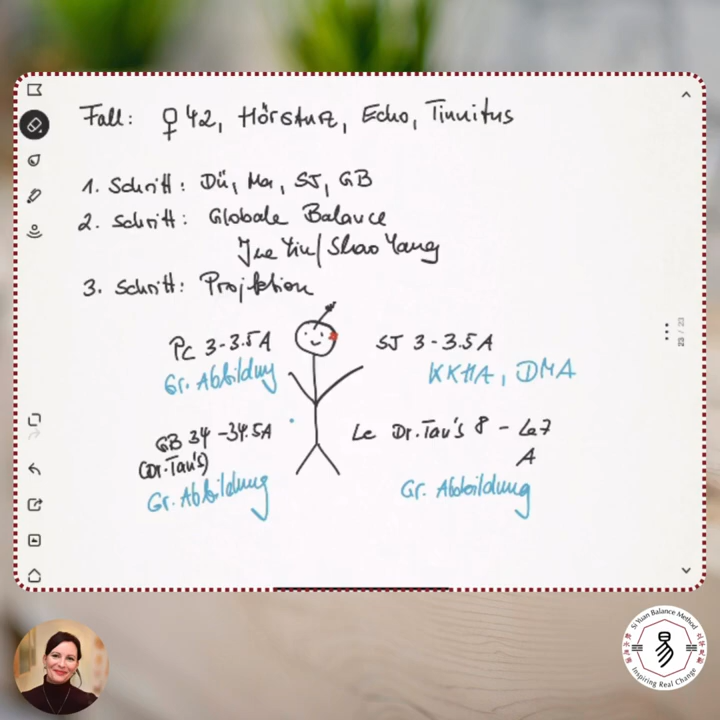 Fall: ♀ 42, Hörsturz, Echo, Tinnitus
1. Schritt: Dü, Ma, SJ, GB
2. Schritt: Globale Balance
Jue Yin/Shao Yang
3. Schritt: Projektion
PC 3-3.5A
Gr. Abbildung
SJ 3-3.5A
KKHA, DMA
GB 34-34.5A
(Dr. Tan's)
Gr. Abbildung
Le Dr. Tan's 8 - Le7
A
Gr. Abbildung
23 / 23
Si Yuan Balance Method
易
Inspiring Real Change